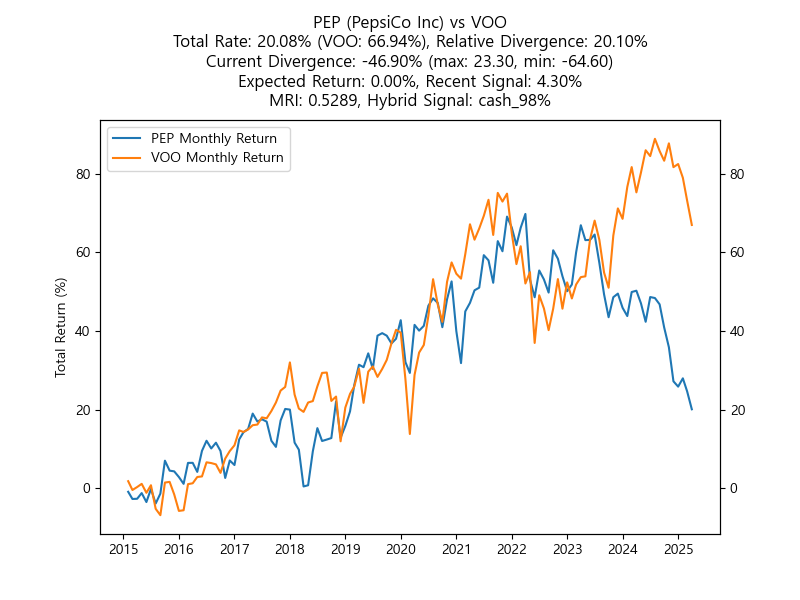 PEP (PepsiCo Inc) vs VOO
Total Rate: 20.08% (VOO: 66.94%), Relative Divergence: 20.10%
Current Divergence: -46.90% (max: 23.30, min: -64.60)
Expected Return: 0.00%, Recent Signal: 4.30%
MRI: 0.5289, Hybrid Signal: cash_98%
PEP Monthly Return
VOO Monthly Return
Total Return (%)
80 80
60 60
40 40
20 20
0 0
2015 2016 2017 2018 2019 2020 2021 2022 2023 2024 2025